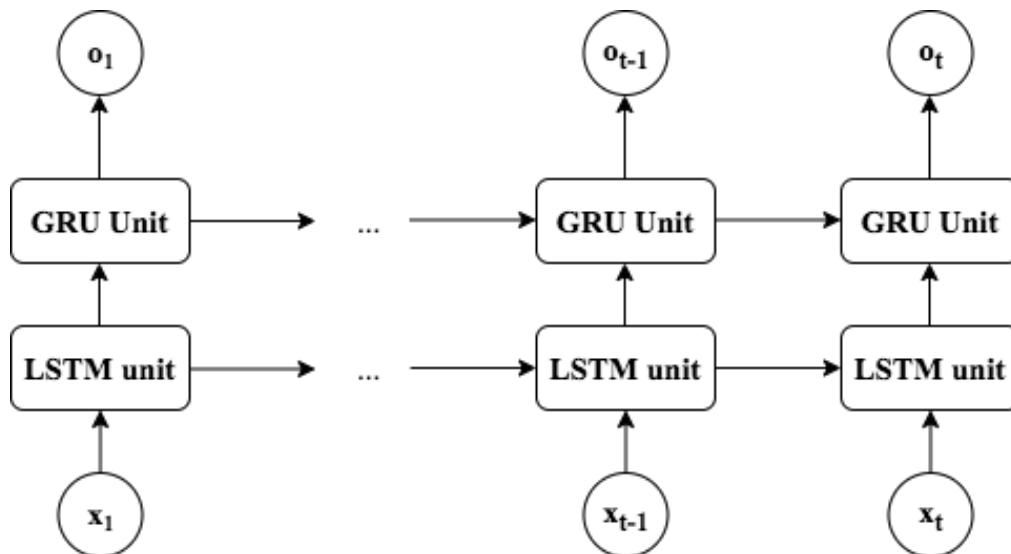 o1 ot-1 ot
GRU Unit ... GRU Unit GRU Unit
LSTM unit ... LSTM unit LSTM unit
x1 xt-1 xt